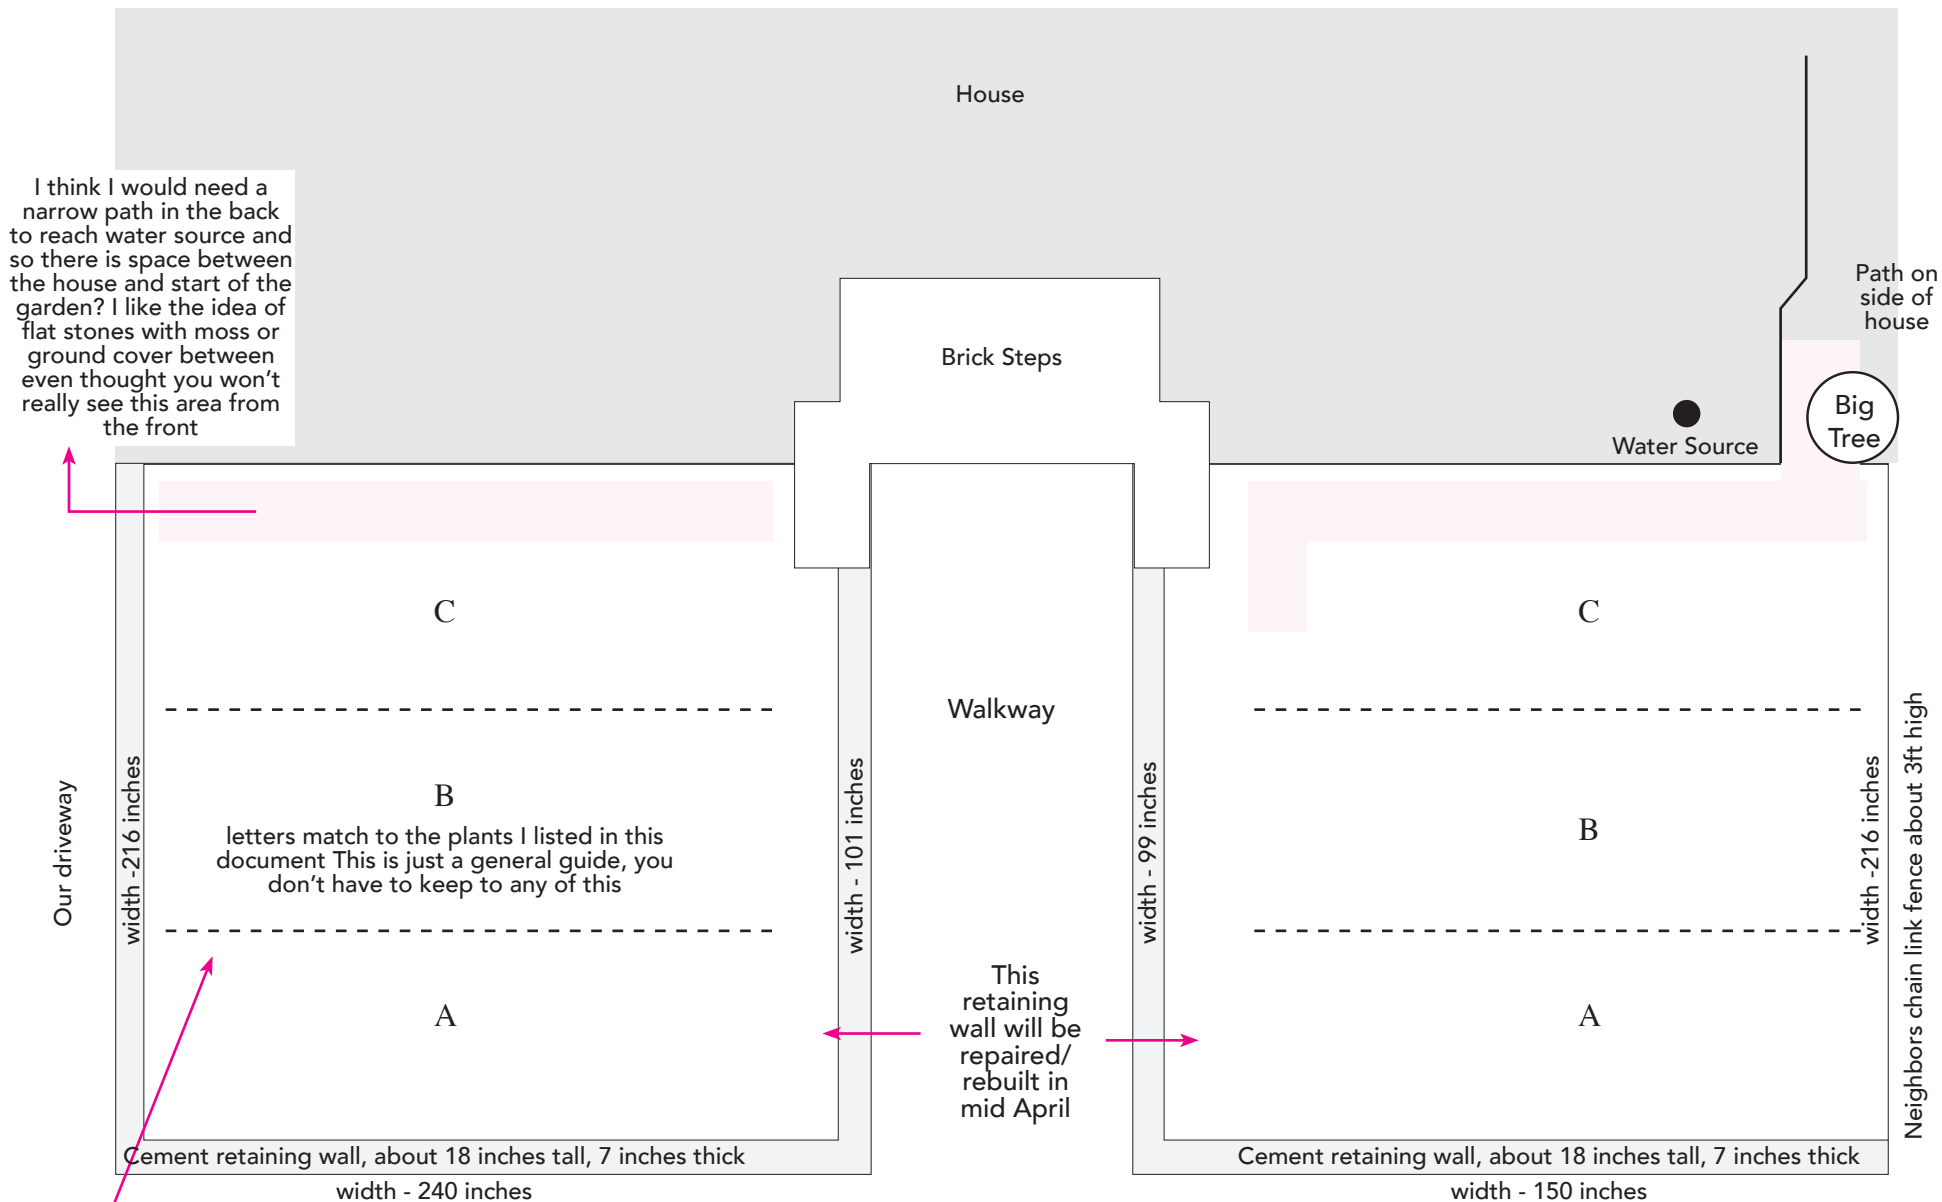 House
I think I would need a
narrow path in the back
to reach water source and
so there is space between
the house and start of the
garden? I like the idea of
flat stones with moss or
ground cover between
even thought you won't
really see this area from
the front
Brick Steps
Path on
side of
house
Big
Tree
Water Source
C
C
Walkway
Our driveway
width -216 inches
B
letters match to the plants I listed in this
document This is just a general guide, you
don't have to keep to any of this
width - 101 inches
width - 99 inches
B
width -216 inches
Neighbors chain link fence about 3ft high
A
This
retaining
wall will be
repaired/
rebuilt in
mid April
A
Cement retaining wall, about 18 inches tall, 7 inches thick
Cement retaining wall, about 18 inches tall, 7 inches thick
width - 240 inches
width - 150 inches